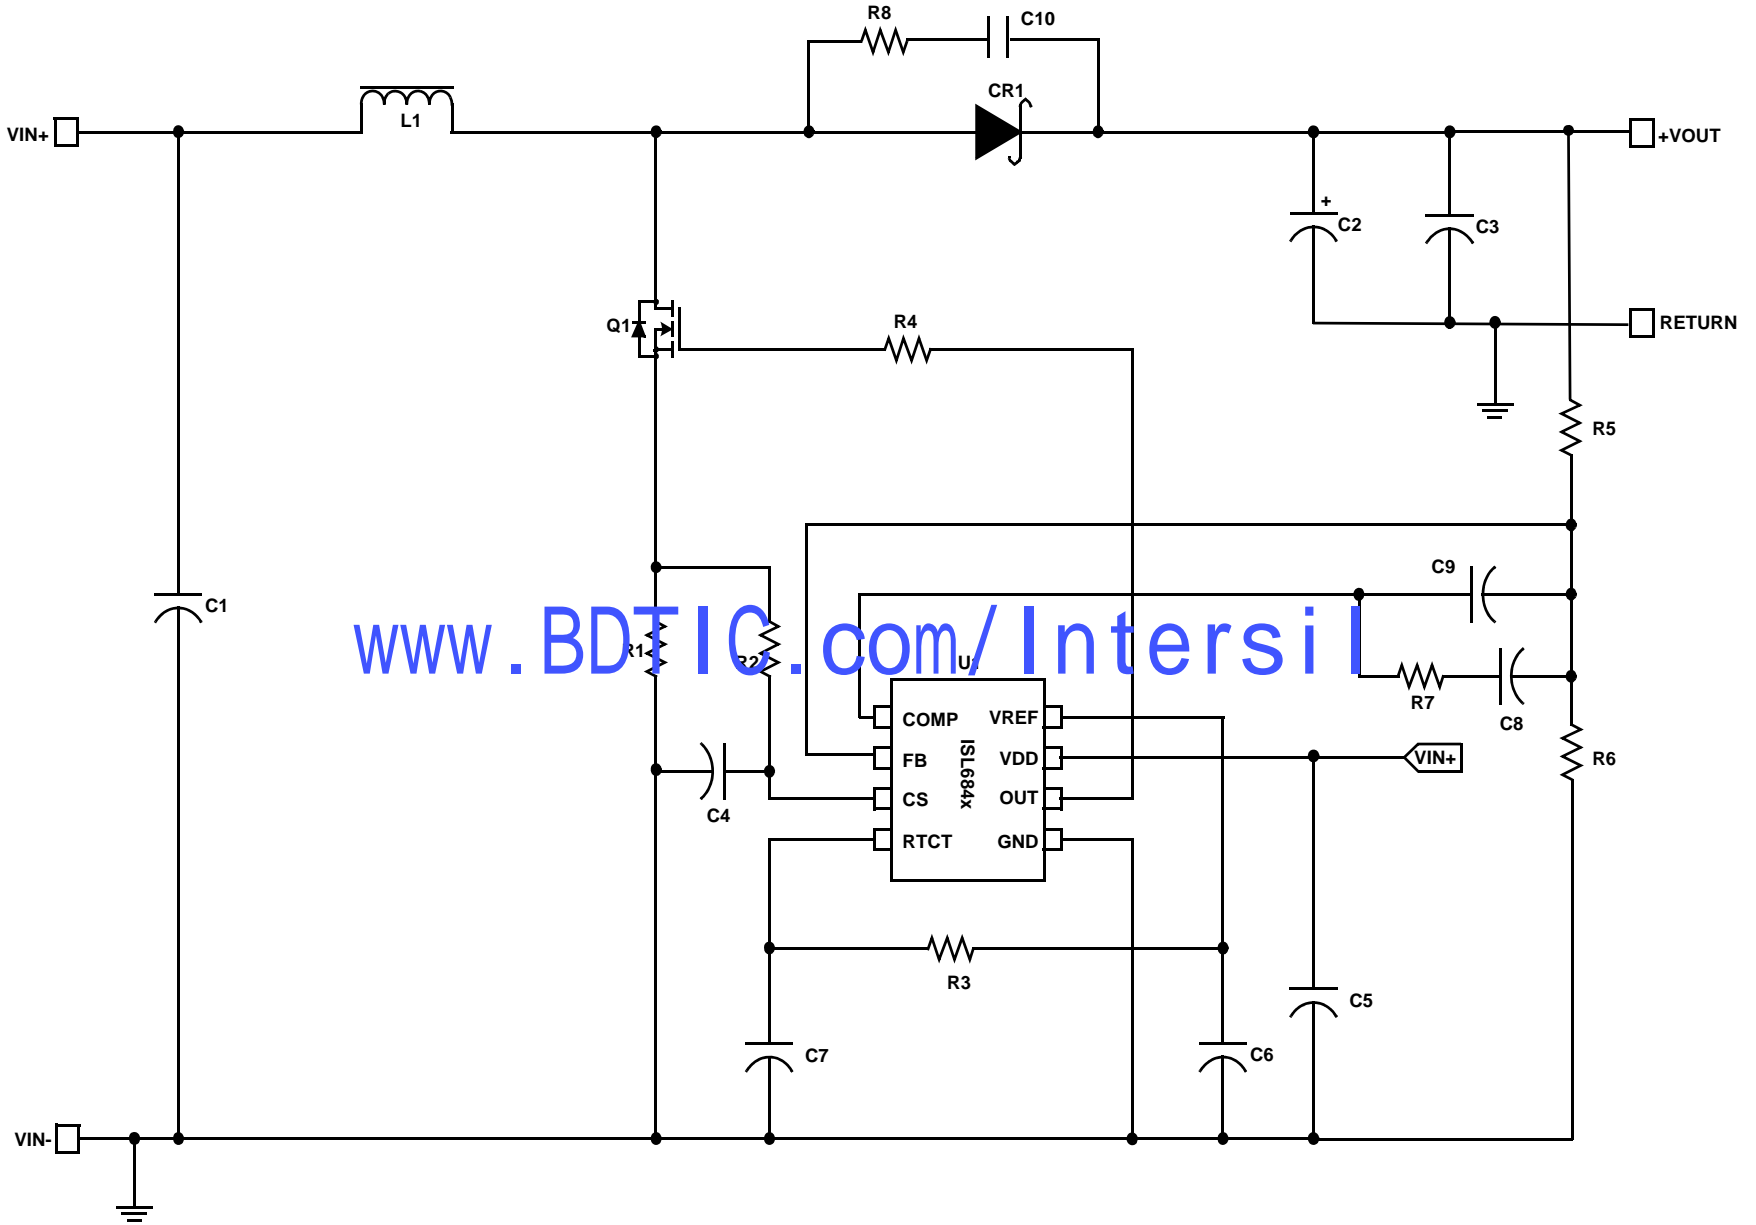 R8
C10
CR1
L1
VIN+
+VOUT
+
C2
C3
Q1
R4
RETURN
R5
C9
C1
www.BDTIC.com/Intersil
R1
R2
U1
R7
C8
COMP
VREF
FB
VDD
VIN+
R6
CS
OUT
C4
RTCT
GND
ISL684x
R3
C5
C7
C6
VIN-